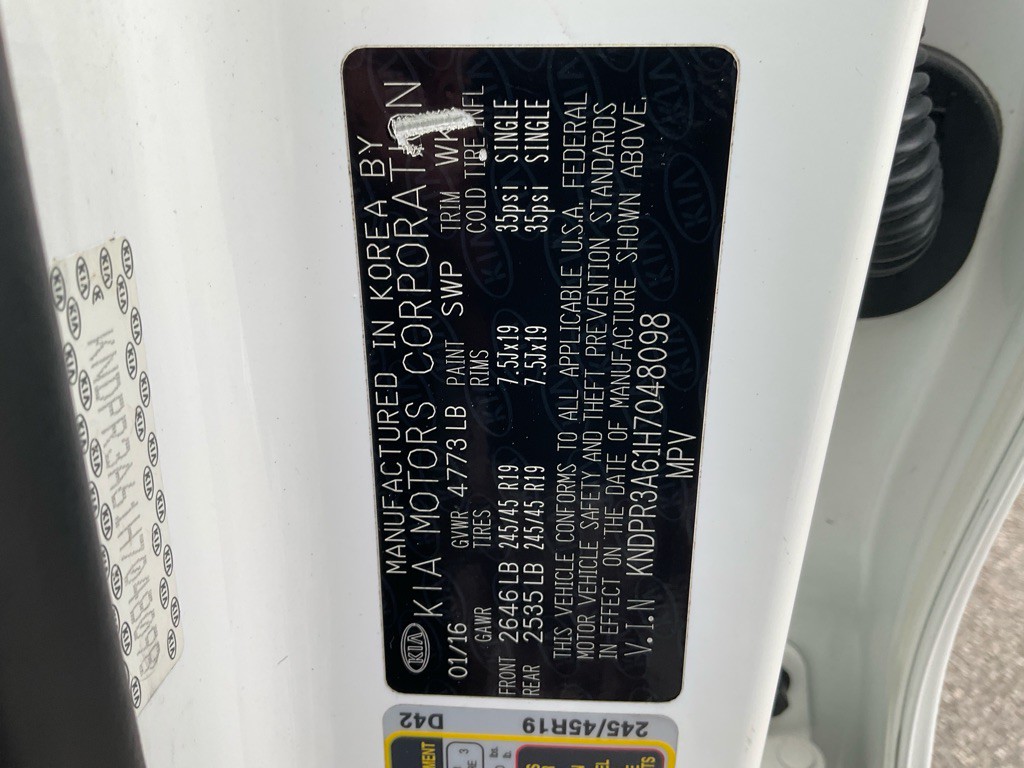 MANUFACTURED IN KOREA BY
KIA KIA MOTORS CORPORATION
01/16 GVWR 4773LB PAINT SWP TRIM WK
GAWR TIRES RIMS COLD TIRE INFL
FRONT 2646LB 245/45 R19 7.5Jx19 35psi SINGLE
REAR 2535LB 245/45 R19 7.5Jx19 35psi SINGLE
THIS VEHICLE CONFORMS TO ALL APPLICABLE U.S.A. FEDERAL
MOTOR VEHICLE SAFETY AND THEFT PREVENTION STANDARDS
IN EFFECT ON THE DATE OF MANUFACTURE SHOWN ABOVE.
V.I.N KNDPR3A61H7048098
MPV
KNDPR3A61H7048098
245/45R19 D42